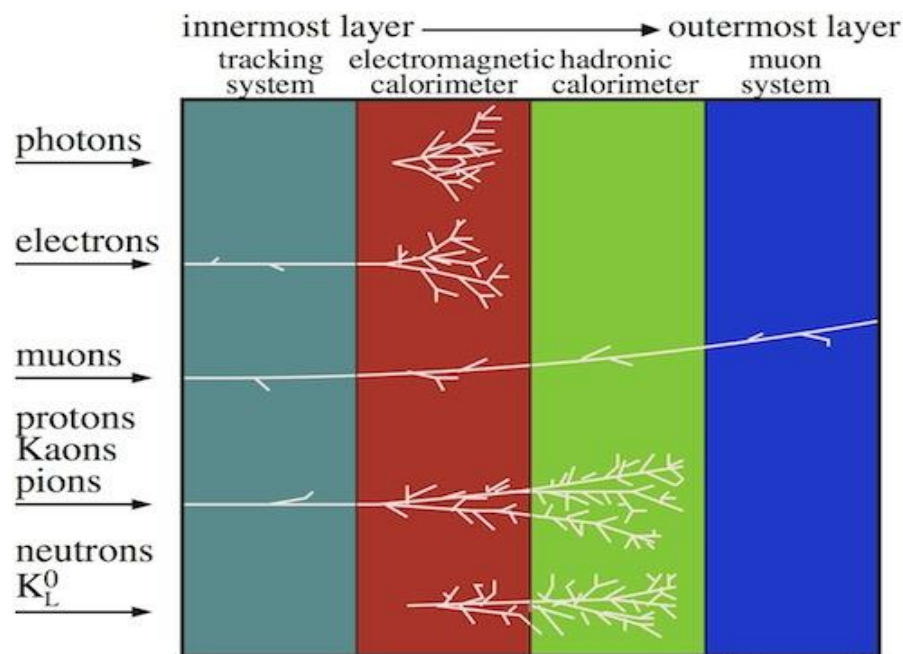 innermost layer outermost layer
tracking system
electromagnetic calorimeter
hadronic calorimeter
muon system
photons
electrons
muons
protons
Kaons
pions
neutrons
K⁰_L